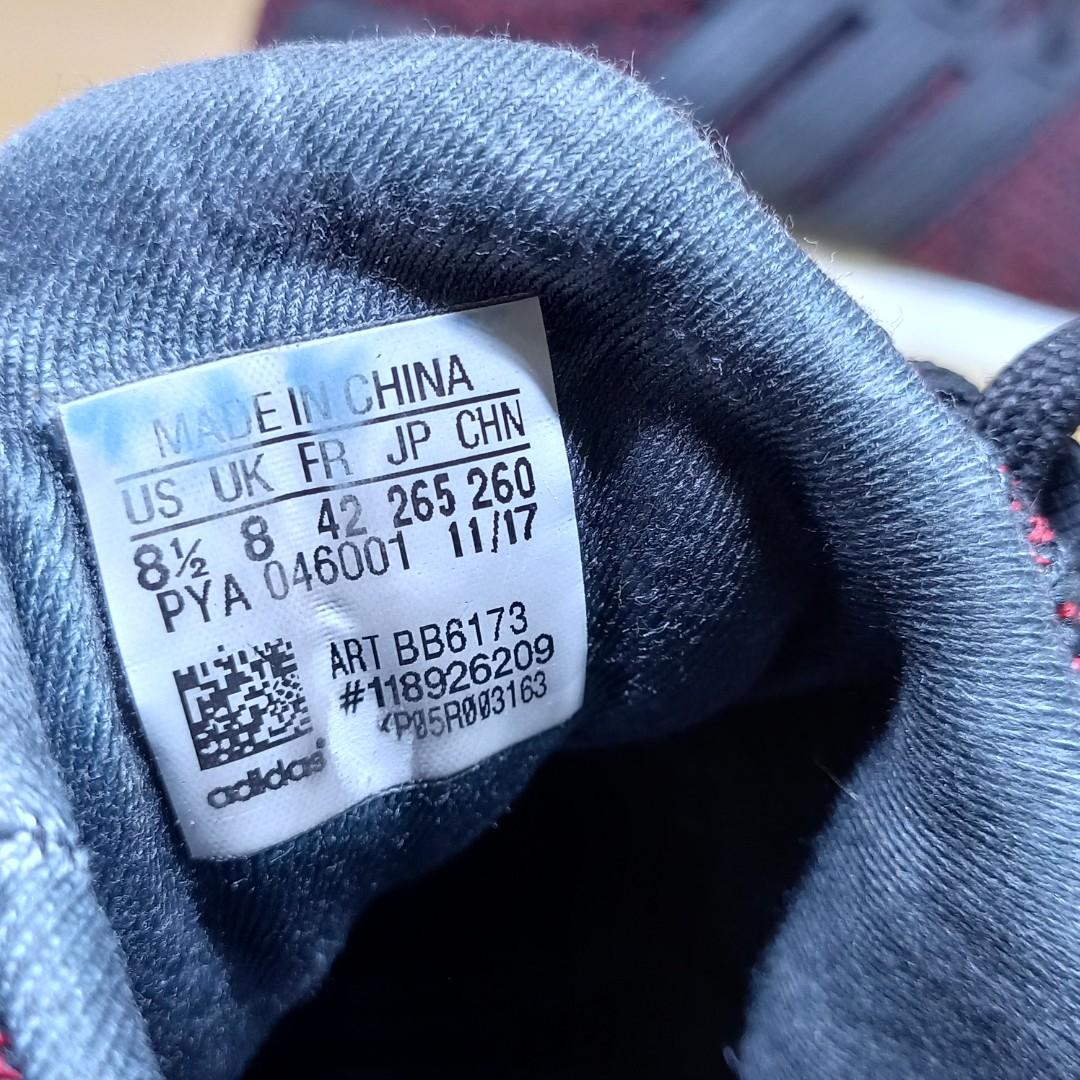 MADE IN CHINA
US UK FR JP CHN
8½ 8 42 265 260
PYA 046001 11/17
ART BB6173
#118926209
<P05R003163
adidas